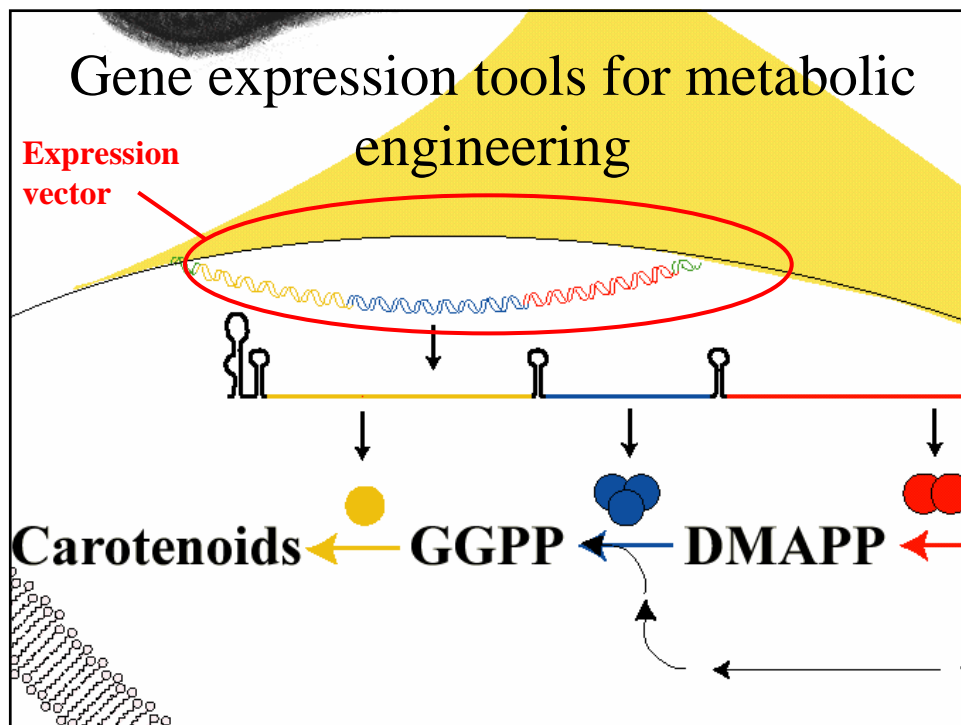 Gene expression tools for metabolic
engineering
Expression
vector
Carotenoids GGPP DMAPP